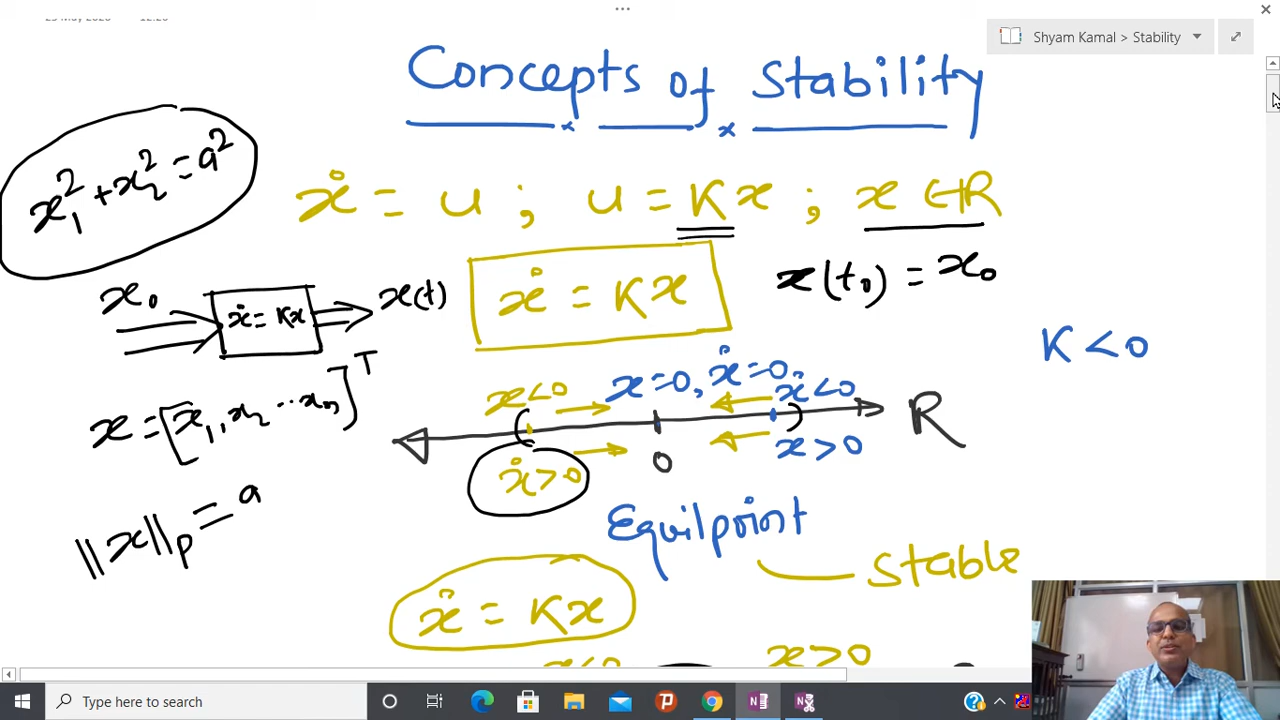 Shyam Kamal > Stability
Concepts of Stability
x₁² + x₂² = a²
ẋ = u ; u = Kx ; x ∈ R
x(t₀) = x₀
ẋ = Kx
x₀ ẋ = Kx x(t)
K < 0
x = [x₁, x₂ ... xₙ]ᵀ
x < 0 x = 0, ẋ = 0 ẋ < 0
R
ẋ > 0 0 x > 0
‖x‖ₚ = a
Equilpoint
Stable
ẋ = Kx
x > 0
Type here to search